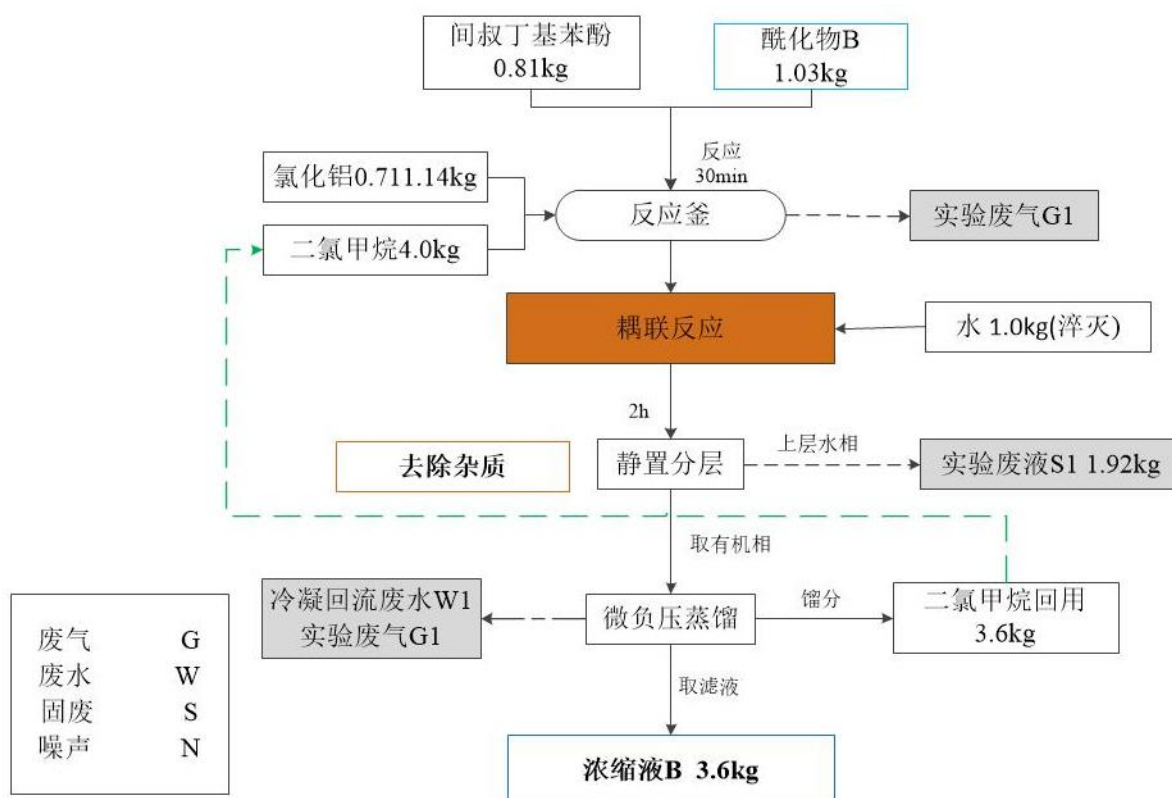 间叔丁基苯酚
0.81kg
酰化物B
1.03kg
反应
30min
氯化铝0.711.14kg
二氯甲烷4.0kg
反应釜
实验废气G1
耦联反应
水 1.0kg(淬灭)
2h
去除杂质
静置分层
上层水相
实验废液S1 1.92kg
取有机相
冷凝回流废水W1
实验废气G1
微负压蒸馏
馏分
二氯甲烷回用
3.6kg
取滤液
浓缩液B 3.6kg
废气 G
废水 W
固废 S
噪声 N